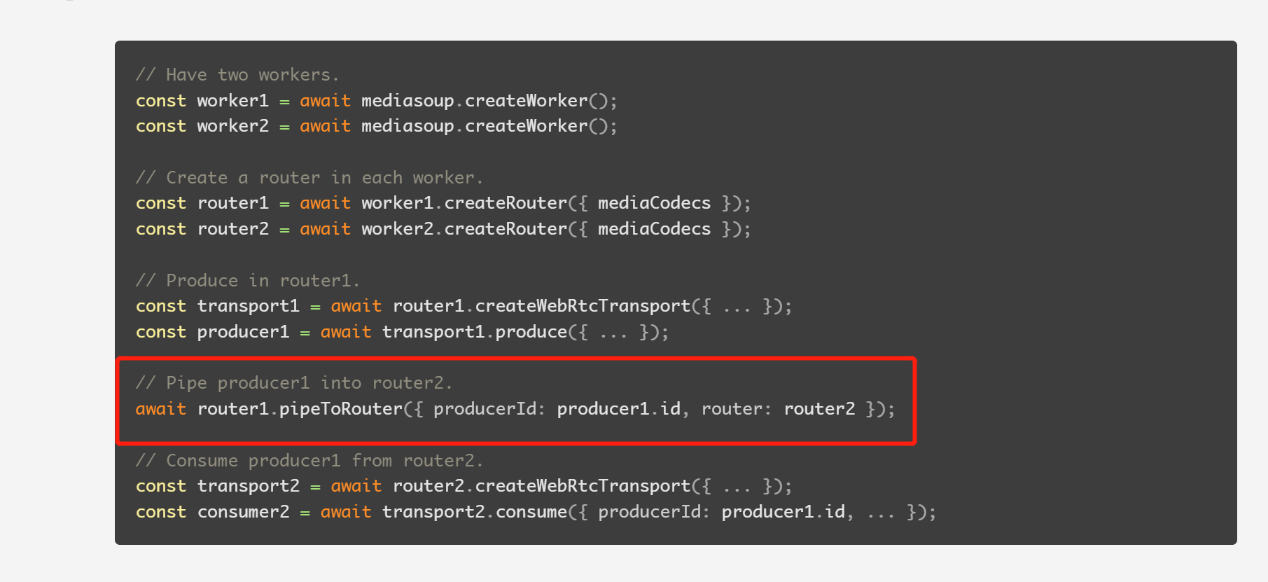 // Have two workers.
const worker1 = await mediasoup.createWorker();
const worker2 = await mediasoup.createWorker();
// Create a router in each worker.
const router1 = await worker1.createRouter({ mediaCodecs });
const router2 = await worker2.createRouter({ mediaCodecs });
// Produce in router1.
const transport1 = await router1.createWebRtcTransport({ ... });
const producer1 = await transport1.produce({ ... });
// Pipe producer1 into router2.
await router1.pipeToRouter({ producerId: producer1.id, router: router2 });
// Consume producer1 from router2.
const transport2 = await router2.createWebRtcTransport({ ... });
const consumer2 = await transport2.consume({ producerId: producer1.id, ... });